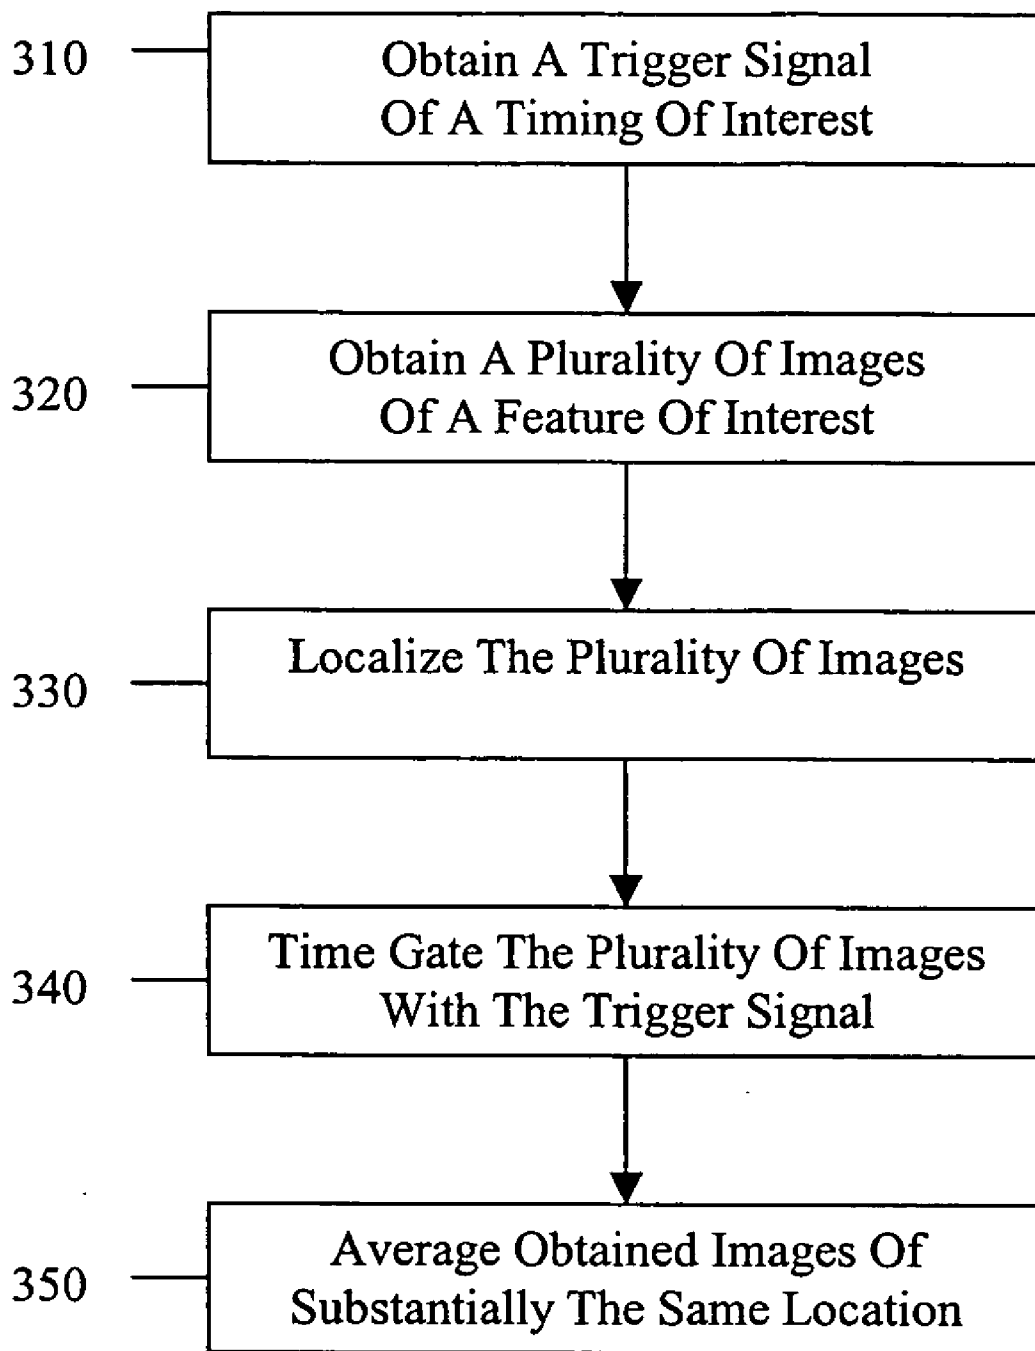 310
Obtain A Trigger Signal
Of A Timing Of Interest
320
Obtain A Plurality Of Images
Of A Feature Of Interest
330
Localize The Plurality Of Images
340
Time Gate The Plurality Of Images
With The Trigger Signal
350
Average Obtained Images Of
Substantially The Same Location